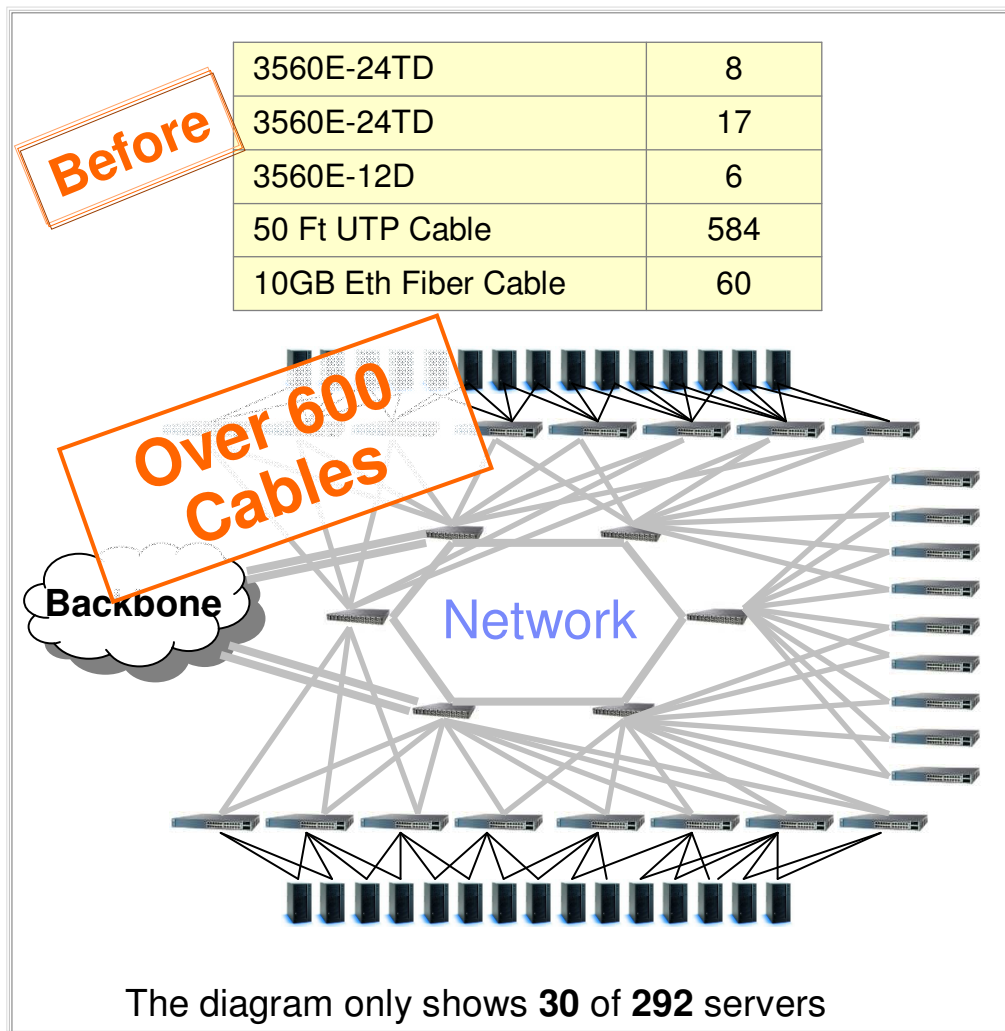 Before
3560E-24TD 8
3560E-24TD 17
3560E-12D 6
50 Ft UTP Cable 584
10GB Eth Fiber Cable 60
Over 600
Cables
Backbone
Network
The diagram only shows 30 of 292 servers